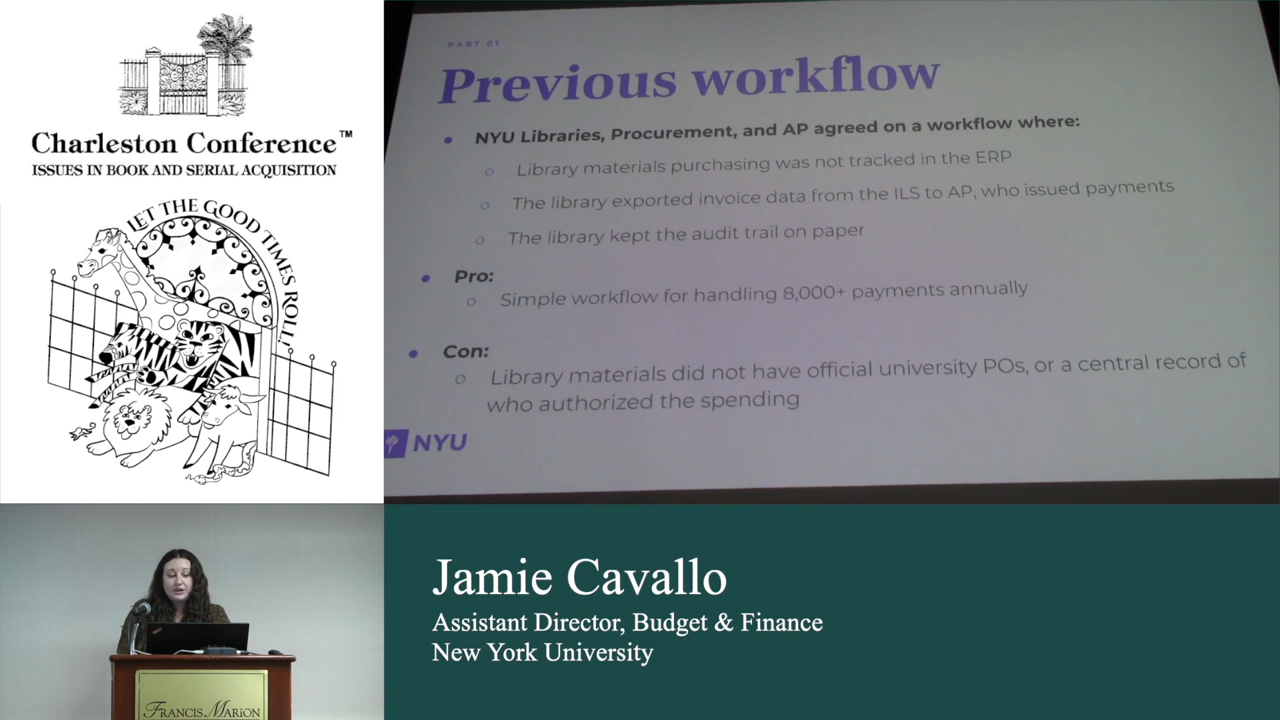 Charleston Conference™
ISSUES IN BOOK AND SERIAL ACQUISITION
LET THE GOOD TIMES ROLL!
PART 01
Previous workflow
• NYU Libraries, Procurement, and AP agreed on a workflow where:
○ Library materials purchasing was not tracked in the ERP
○ The library exported invoice data from the ILS to AP, who issued payments
○ The library kept the audit trail on paper
• Pro:
○ Simple workflow for handling 8,000+ payments annually
• Con:
○ Library materials did not have official university POs, or a central record of
who authorized the spending
NYU
Jamie Cavallo
Assistant Director, Budget & Finance
New York University
FRANCIS MARION